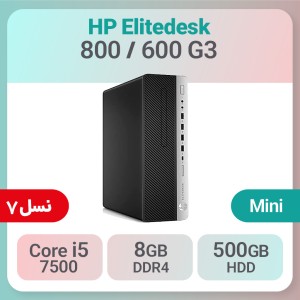 HP Elitedesk
800 / 600 G3
نسل ۷
Mini
Core i5
7500
8GB
DDR4
500GB
HDD